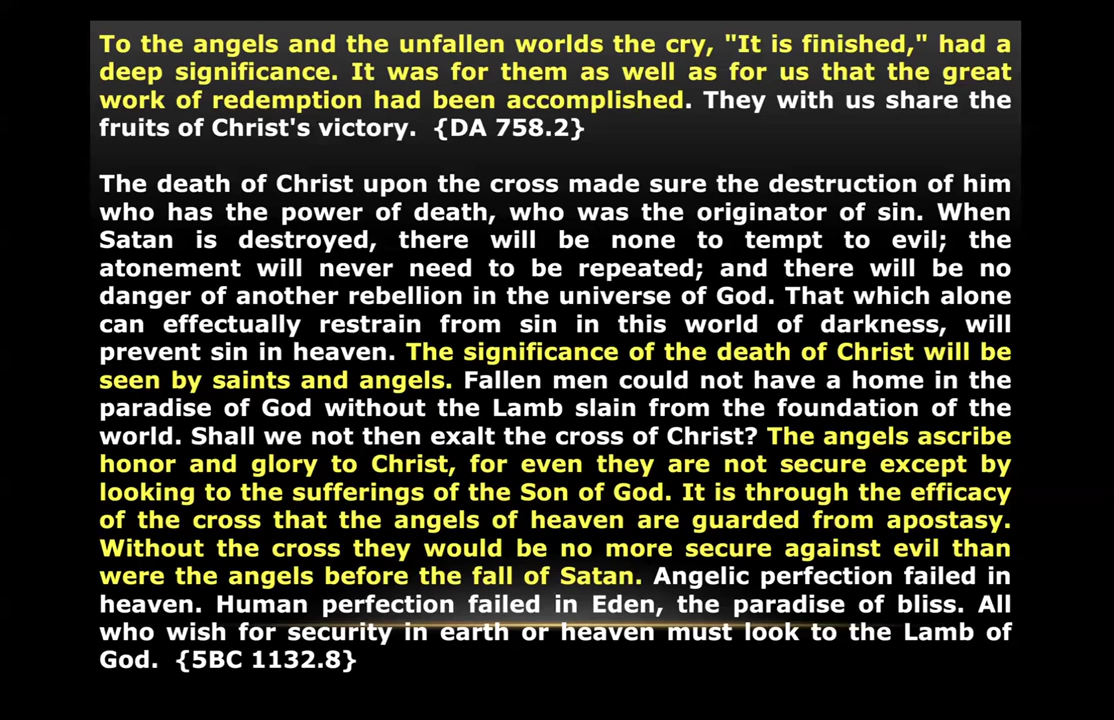 To the angels and the unfallen worlds the cry, "It is finished," had a
deep significance. It was for them as well as for us that the great
work of redemption had been accomplished. They with us share the
fruits of Christ's victory. {DA 758.2}
The death of Christ upon the cross made sure the destruction of him
who has the power of death, who was the originator of sin. When
Satan is destroyed, there will be none to tempt to evil; the
atonement will never need to be repeated; and there will be no
danger of another rebellion in the universe of God. That which alone
can effectually restrain from sin in this world of darkness, will
prevent sin in heaven. The significance of the death of Christ will be
seen by saints and angels. Fallen men could not have a home in the
paradise of God without the Lamb slain from the foundation of the
world. Shall we not then exalt the cross of Christ? The angels ascribe
honor and glory to Christ, for even they are not secure except by
looking to the sufferings of the Son of God. It is through the efficacy
of the cross that the angels of heaven are guarded from apostasy.
Without the cross they would be no more secure against evil than
were the angels before the fall of Satan. Angelic perfection failed in
heaven. Human perfection failed in Eden, the paradise of bliss. All
who wish for security in earth or heaven must look to the Lamb of
God. {5BC 1132.8}